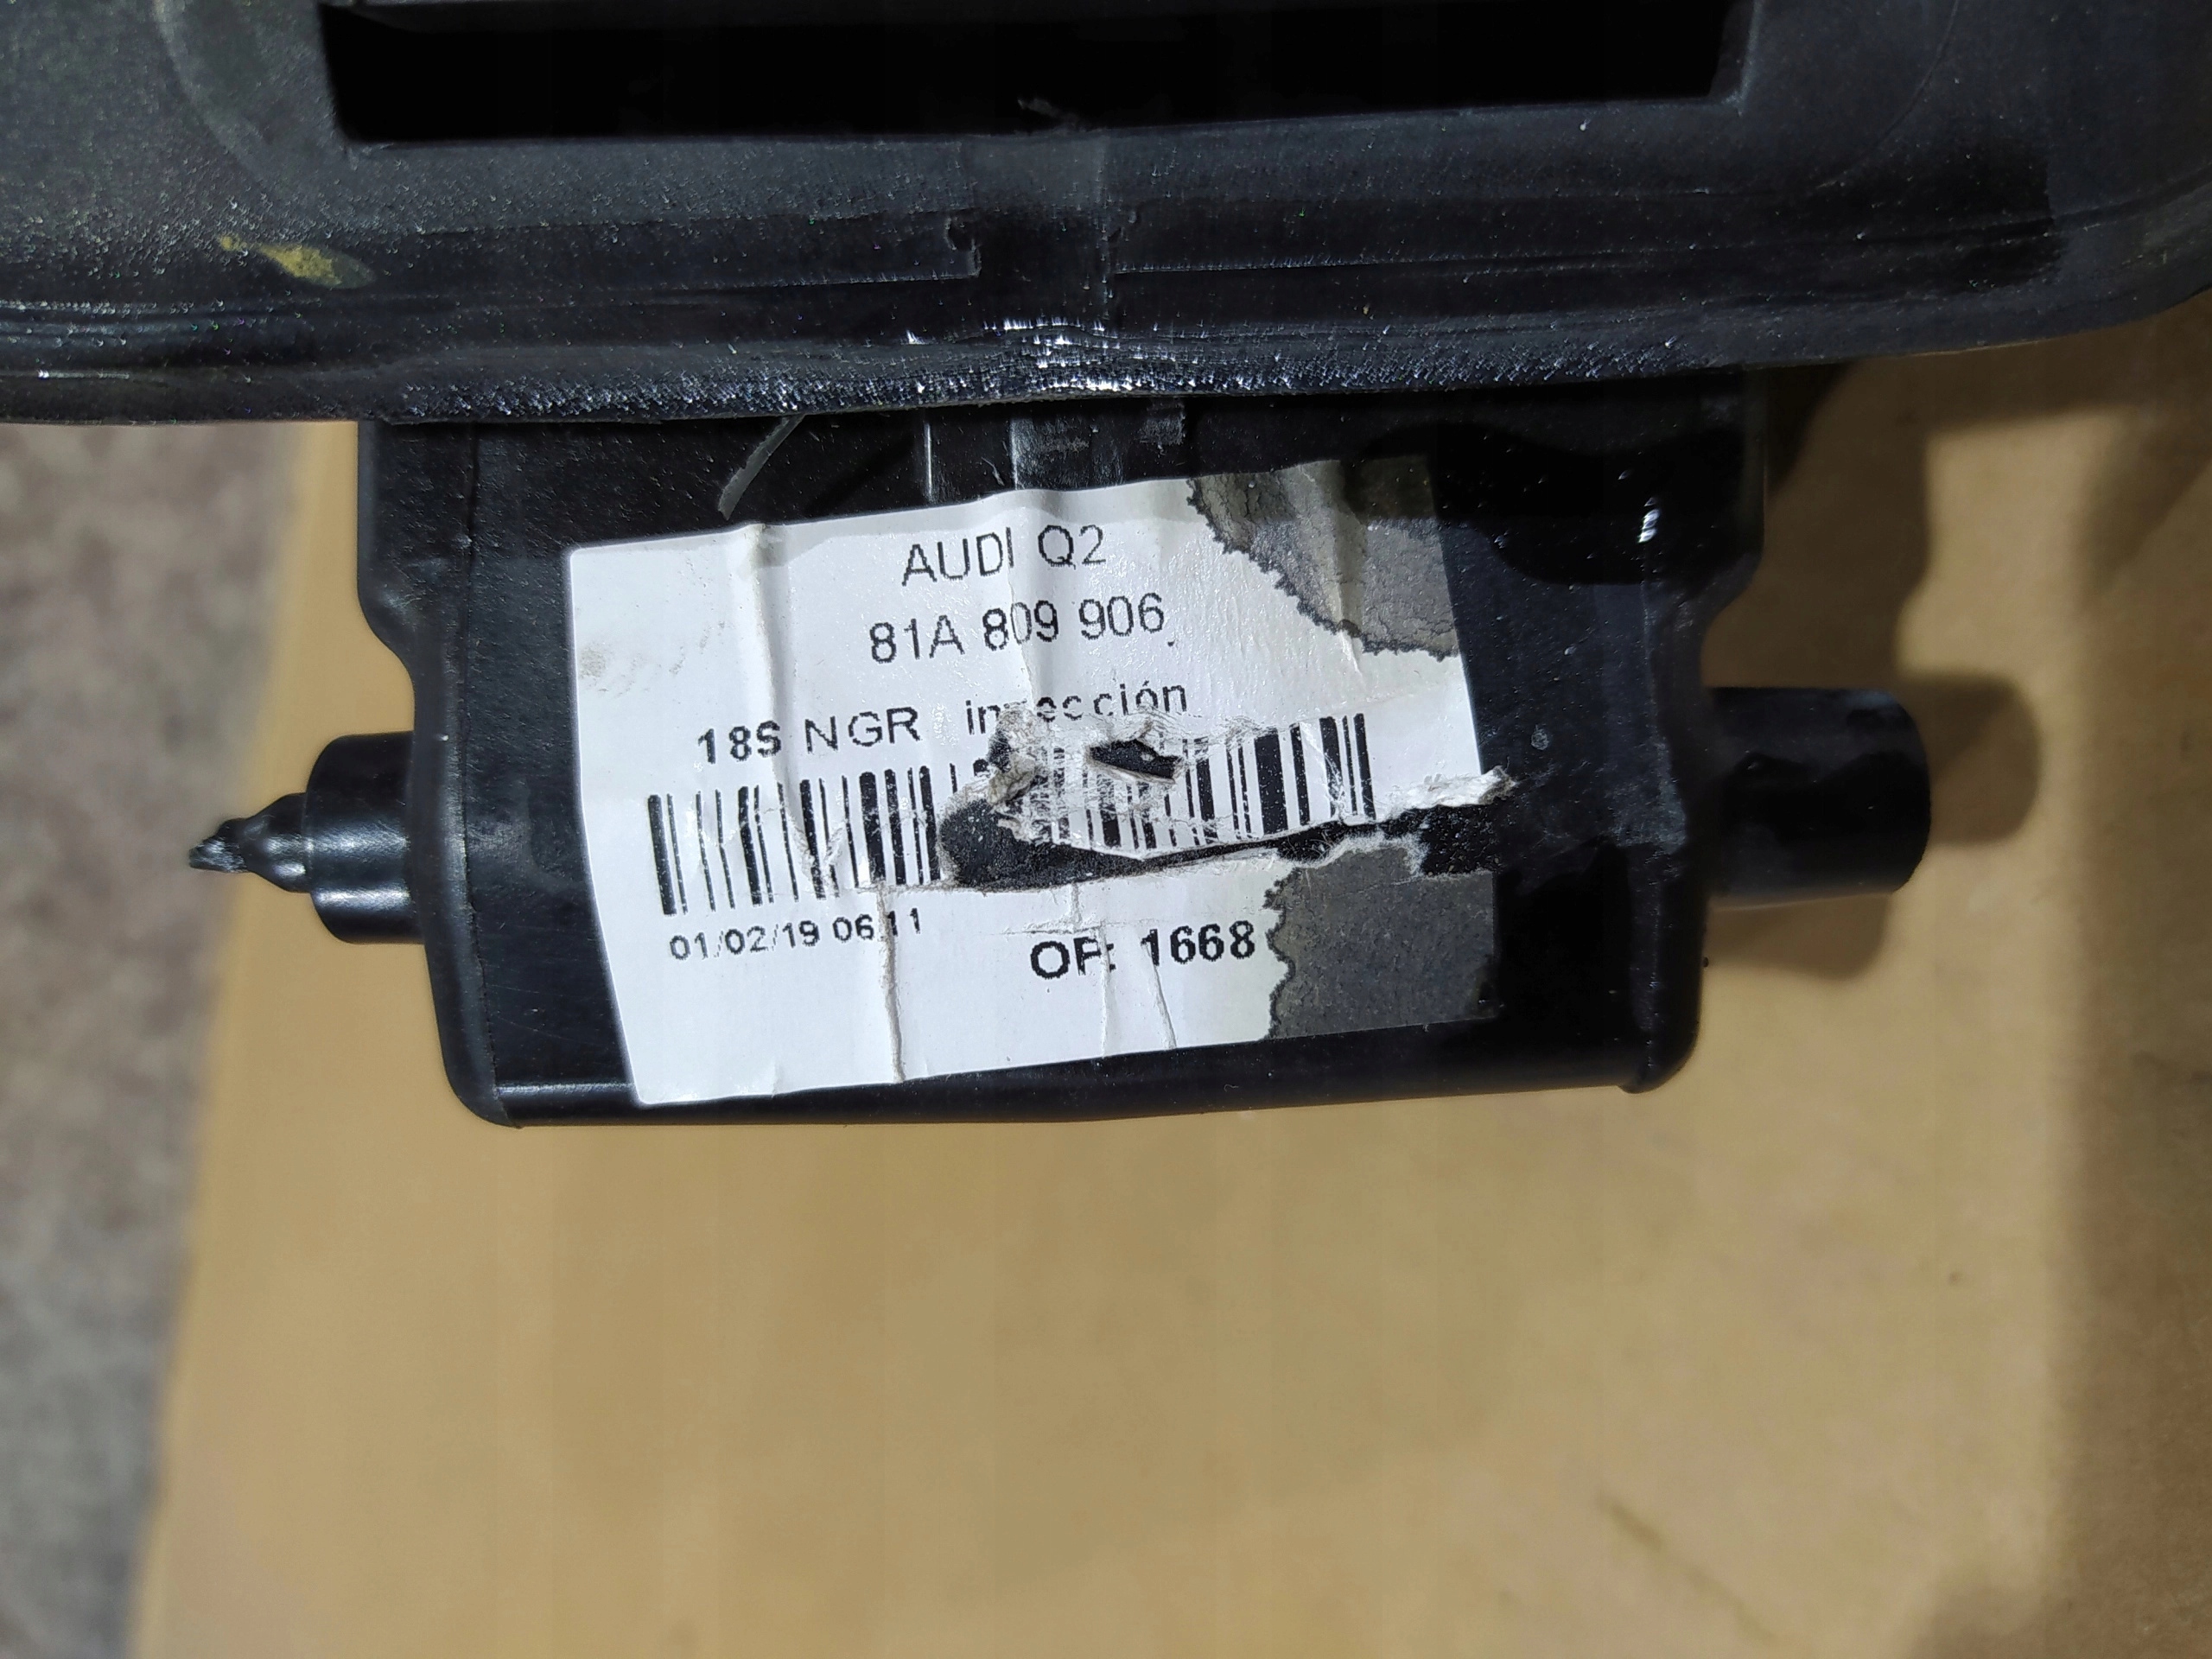 AUDI Q2
81A 809 906
18S NGR
01/02/19 06:11
OF: 1668